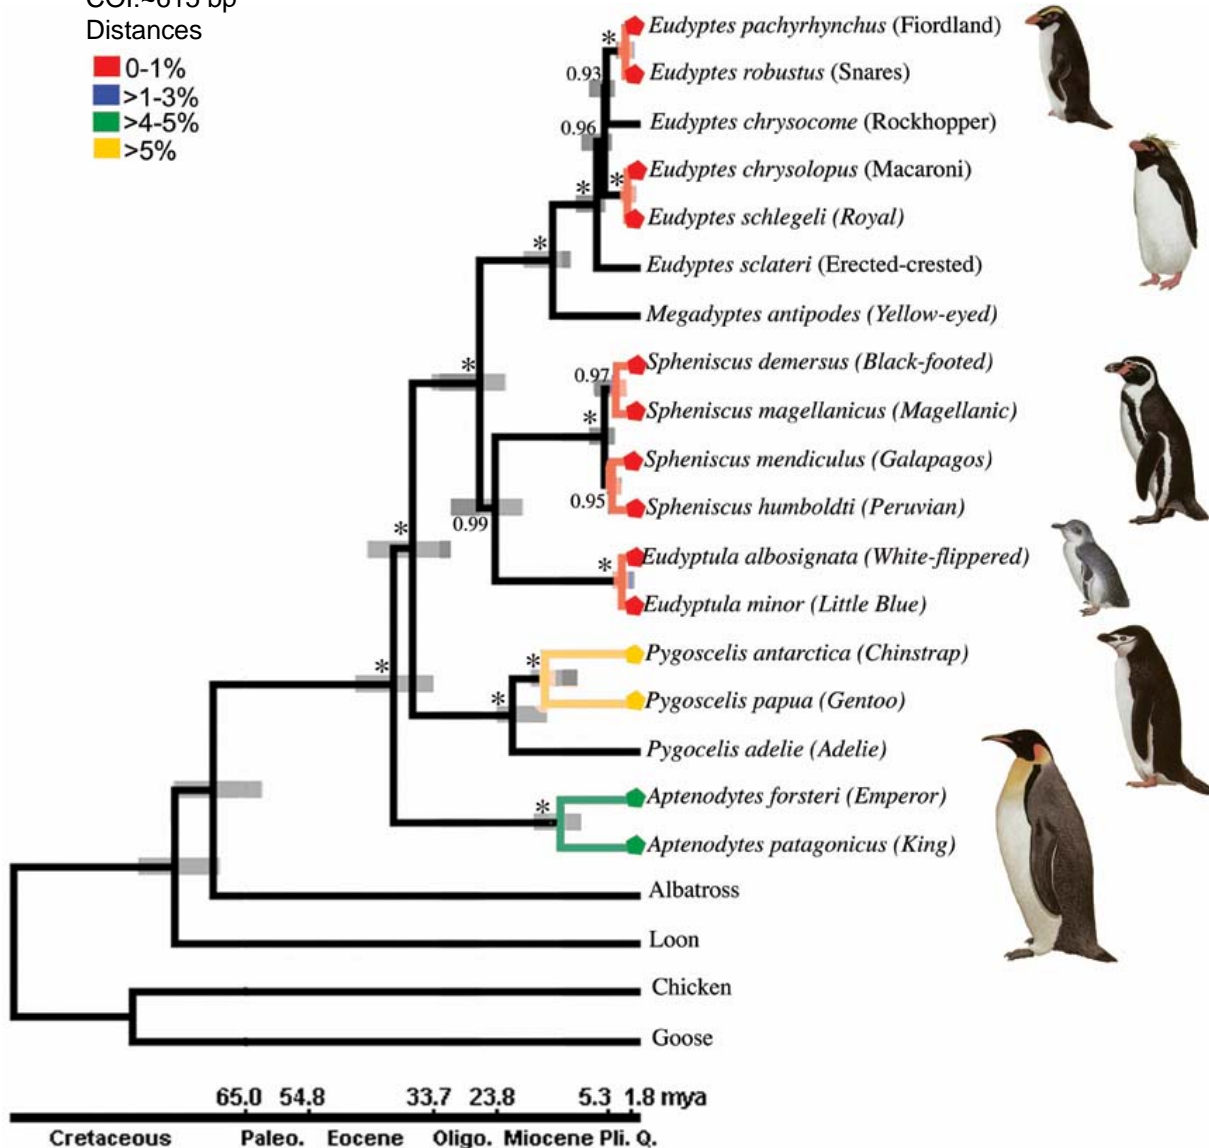 COI:~615 bp
Distances
0-1%
>1-3%
>4-5%
>5%
* Eudyptes pachyrhynchus (Fiordland)
0.93 Eudyptes robustus (Snares)
0.96 Eudyptes chrysocome (Rockhopper)
* * Eudyptes chrysolopus (Macaroni)
Eudyptes schlegeli (Royal)
* Eudyptes sclateri (Erected-crested)
Megadyptes antipodes (Yellow-eyed)
* 0.97 Spheniscus demersus (Black-footed)
* Spheniscus magellanicus (Magellanic)
Spheniscus mendiculus (Galapagos)
0.95 Spheniscus humboldti (Peruvian)
* 0.99
* Eudyptula albosignata (White-flippered)
Eudyptula minor (Little Blue)
* * Pygoscelis antarctica (Chinstrap)
* Pygoscelis papua (Gentoo)
Pygocelis adelie (Adelie)
* Aptenodytes forsteri (Emperor)
Aptenodytes patagonicus (King)
Albatross
Loon
Chicken
Goose
65.0 54.8 33.7 23.8 5.3 1.8 mya
Cretaceous Paleo. Eocene Oligo. Miocene Pli. Q.